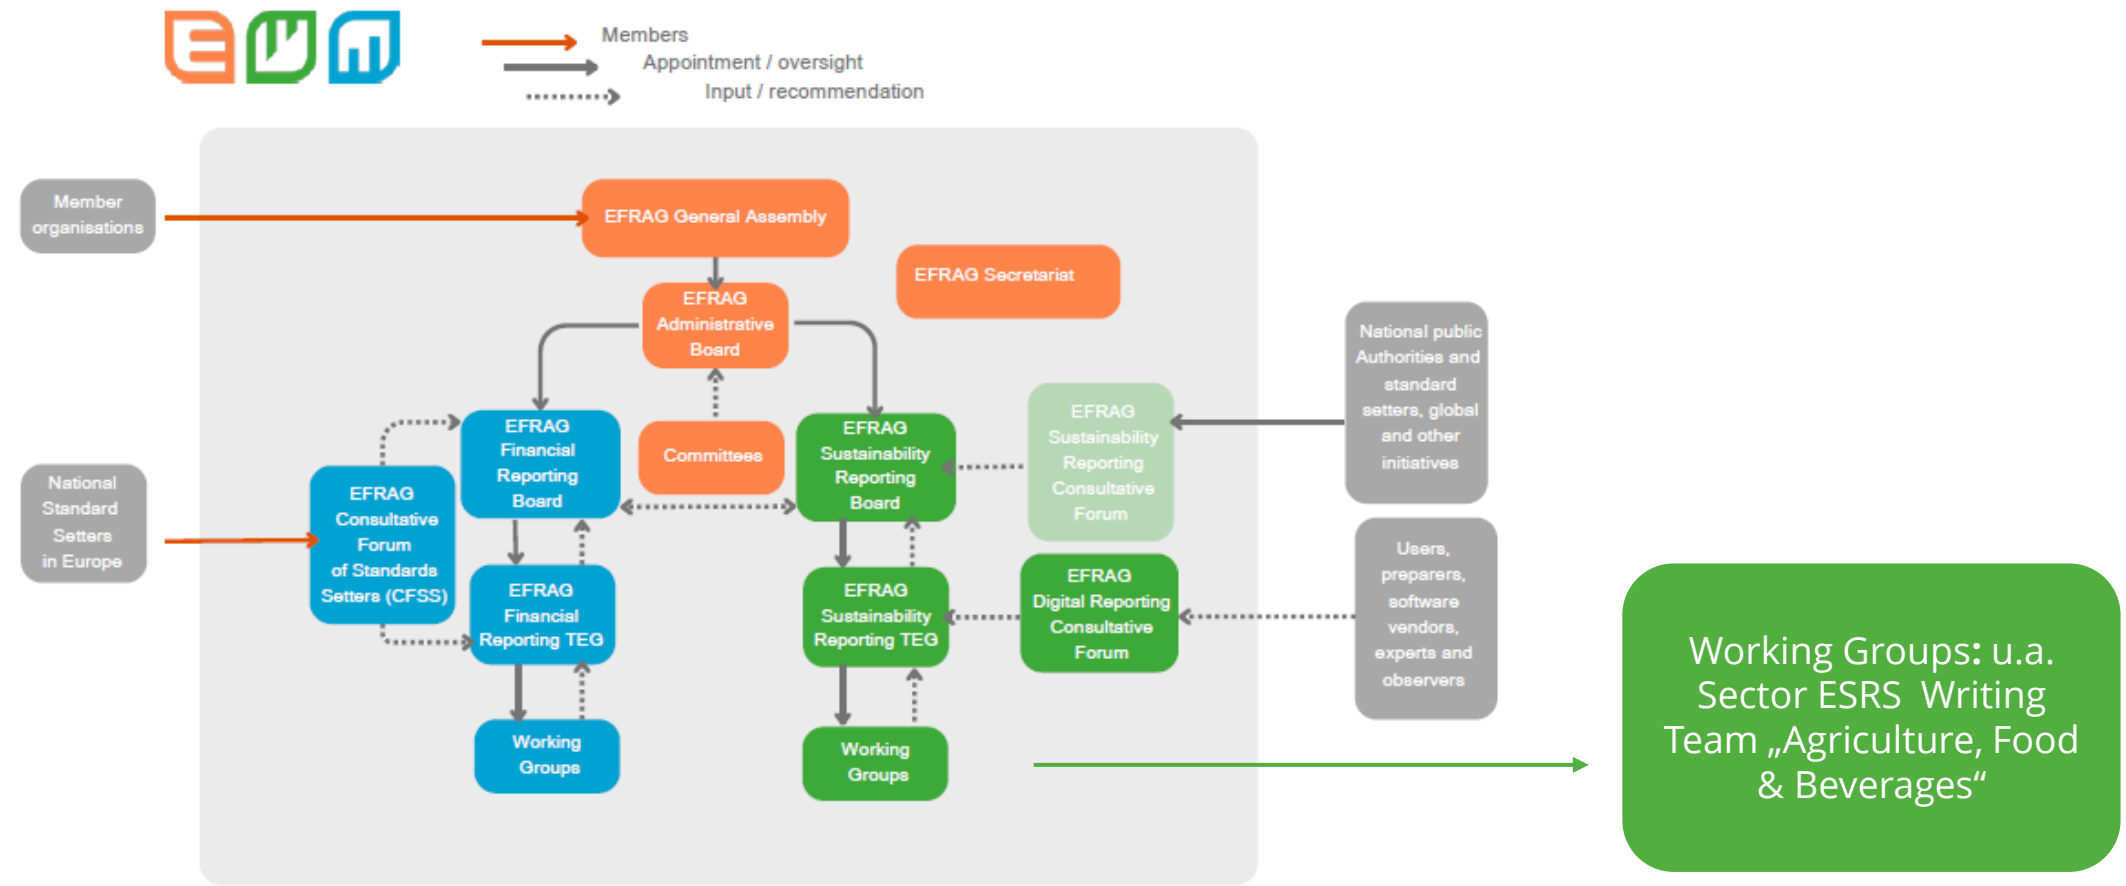 Members
Appointment / oversight
Input / recommendation
Member
organisations
EFRAG General Assembly
EFRAG Secretariat
EFRAG
Administrative
Board
National public
Authorities and
standard
setters, global
and other
initiatives
EFRAG
Financial
Reporting
Board
Committees
EFRAG
Sustainability
Reporting
Board
EFRAG
Sustainability
Reporting
Consultative
Forum
National
Standard
Setters
in Europe
EFRAG
Consultative
Forum
of Standards
Setters (CFSS)
EFRAG
Financial
Reporting TEG
EFRAG
Sustainability
Reporting TEG
EFRAG
Digital Reporting
Consultative
Forum
Users,
preparers,
software
vendors,
experts and
observers
Working
Groups
Working
Groups
Working Groups: u.a.
Sector ESRS Writing
Team „Agriculture, Food
& Beverages“